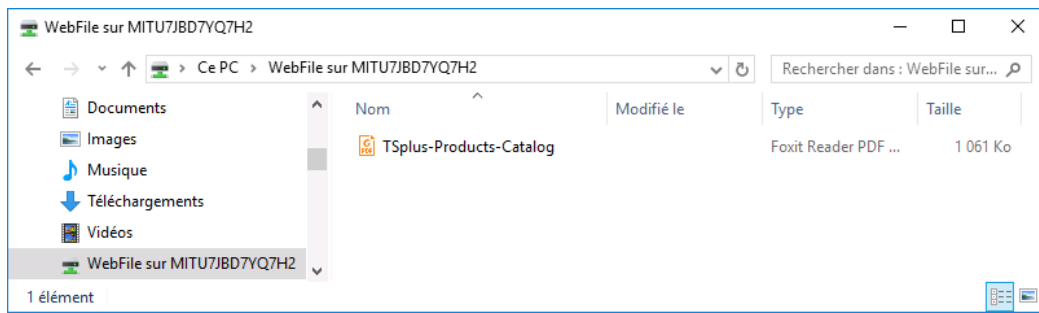 WebFile sur MITU7JBD7YQ7H2
Ce PC > WebFile sur MITU7JBD7YQ7H2
Rechercher dans : WebFile sur...
Documents
Images
Musique
Téléchargements
Vidéos
WebFile sur MITU7JBD7YQ7H2
Nom Modifié le Type Taille
TSplus-Products-Catalog Foxit Reader PDF ... 1 061 Ko
1 élément